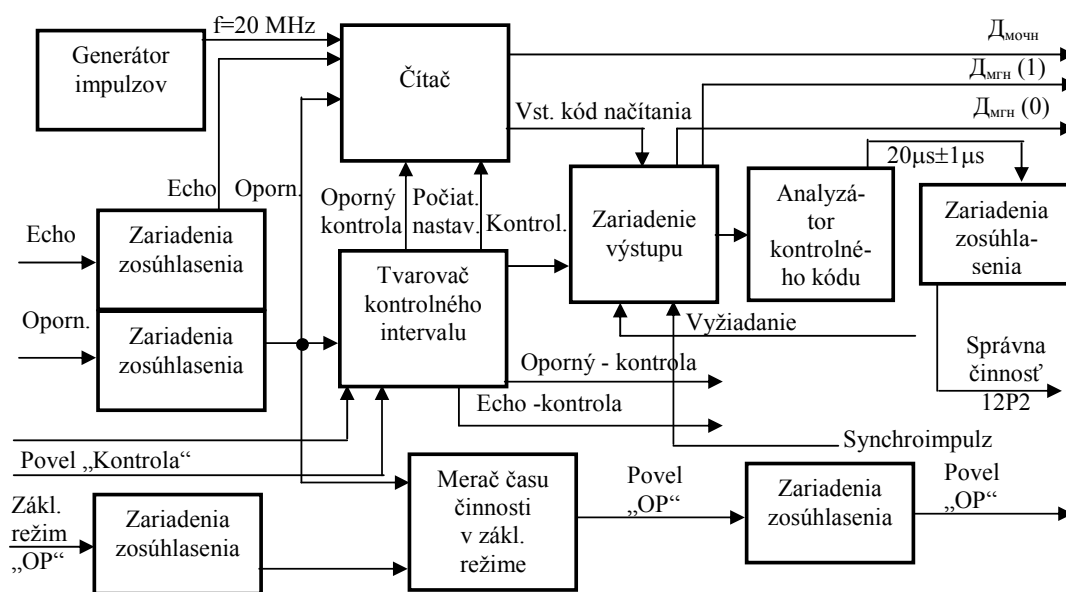 f=20 MHz
Generátor
impulzov
Čítač
Дмочн
Дмгн (1)
Дмгн (0)
Vst. kód načítania
20µs±1µs
Echo
Oporn.
Oporný
kontrola
Počiat.
nastav.
Kontrol.
Zariadenie
výstupu
Analyzá-
tor
kontrolné-
ho kódu
Zariadenia
zosúhla-
senia
Echo
Zariadenia
zosúhlasenia
Tvarovač
kontrolného
intervalu
Oporn.
Zariadenia
zosúhlasenia
Vyžiadanie
Oporný - kontrola
Echo -kontrola
Správna
činnosť
12P2
Synchroimpulz
Povel „Kontrola“
Zákl.
režim
„OP“
Zariadenia
zosúhlasenia
Merač času
činnosti
v zákl.
režime
Povel
„OP“
Zariadenia
zosúhlasenia
Povel
„OP“